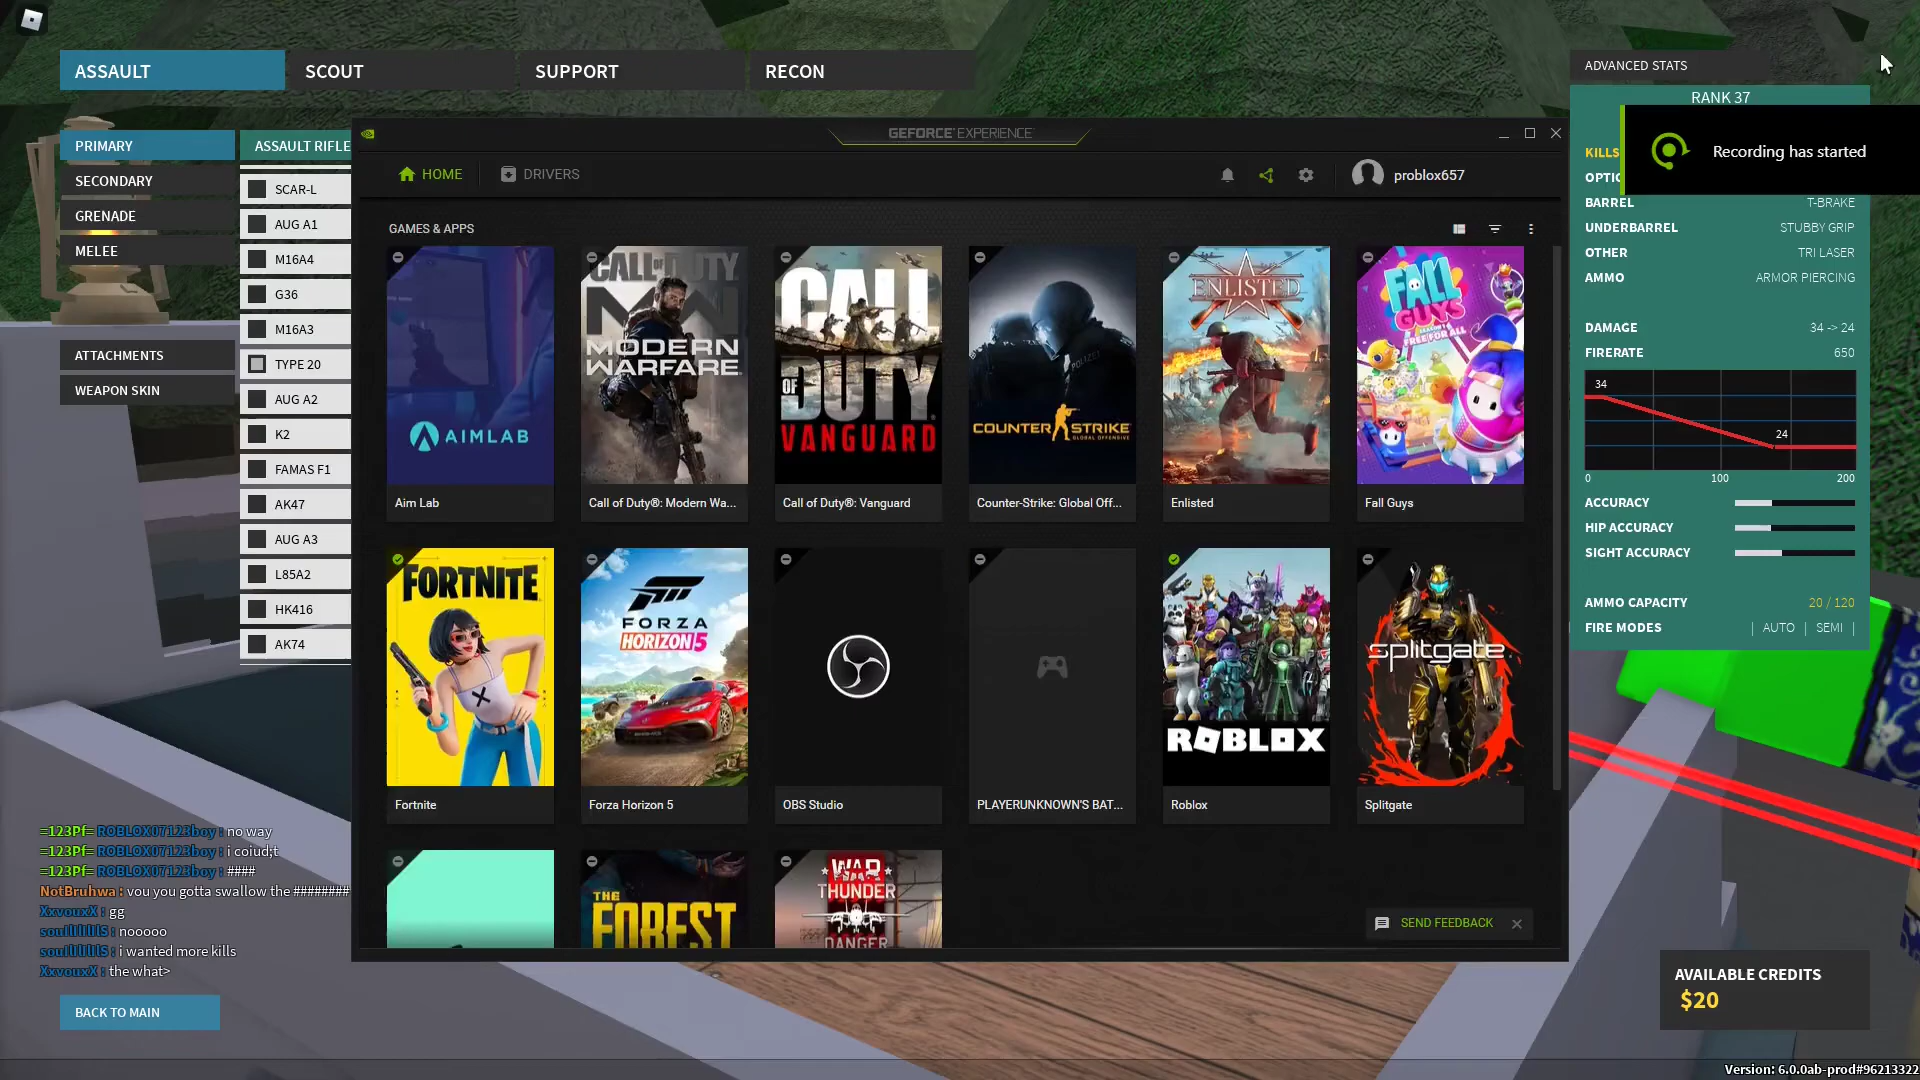 ASSAULT
SCOUT
SUPPORT
RECON
ADVANCED STATS
RANK 37
PRIMARY
SECONDARY
GRENADE
MELEE
ATTACHMENTS
WEAPON SKIN
ASSAULT RIFLE
SCAR-L
AUG A1
M16A4
G36
M16A3
TYPE 20
AUG A2
K2
FAMAS F1
AK47
AUG A3
L85A2
HK416
AK74
GEFORCE EXPERIENCE
HOME
DRIVERS
problox657
GAMES & APPS
AIMLAB
Aim Lab
CALL OF DUTY
MW
MODERN
WARFARE
Call of Duty®: Modern Wa...
CALL
OF DUTY
VANGUARD
Call of Duty®: Vanguard
POLIZEI
COUNTER STRIKE
GLOBAL OFFENSIVE
Counter-Strike: Global Off...
ENLISTED
Enlisted
FALL
GUYS
FREE FOR ALL
Fall Guys
FORTNITE
Fortnite
FORZA
HORIZON 5
Forza Horizon 5
OBS Studio
PLAYERUNKNOWN'S BAT...
ROBLOX
Roblox
splitgate
Splitgate
THE
FOREST
WAR
THUNDER
DANGER
SEND FEEDBACK
Recording has started
KILLS
OPTIC
BARREL T-BRAKE
UNDERBARREL STUBBY GRIP
OTHER TRI LASER
AMMO ARMOR PIERCING
DAMAGE 34 -> 24
FIRERATE 650
34
24
0 100 200
ACCURACY
HIP ACCURACY
SIGHT ACCURACY
AMMO CAPACITY 20 / 120
FIRE MODES | AUTO | SEMI |
=123Pf= ROBLOX07123boy : no way
=123Pf= ROBLOX07123boy : i coiud;t
=123Pf= ROBLOX07123boy : ####
NotBruhwa : vou you gotta swallow the ########
XxvouxX : gg
nooooo
i wanted more kills
XxvouxX : the what>
BACK TO MAIN
AVAILABLE CREDITS
$20
Version: 6.0.0ab-prod#96213322